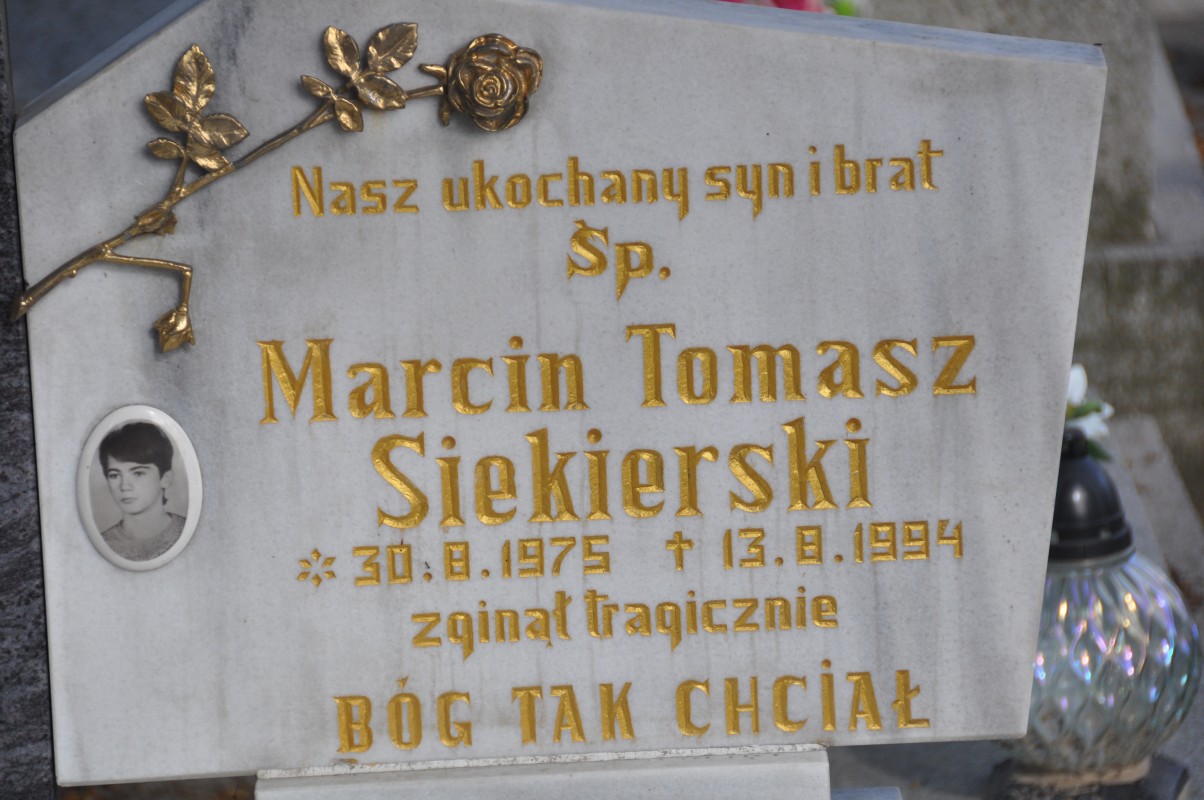 Nasz ukochany syn i brat
Śp.
Marcin Tomasz
Siekierski
* 30.8.1975 † 13.8.1994
zginął tragicznie
BÓG TAK CHCIAŁ